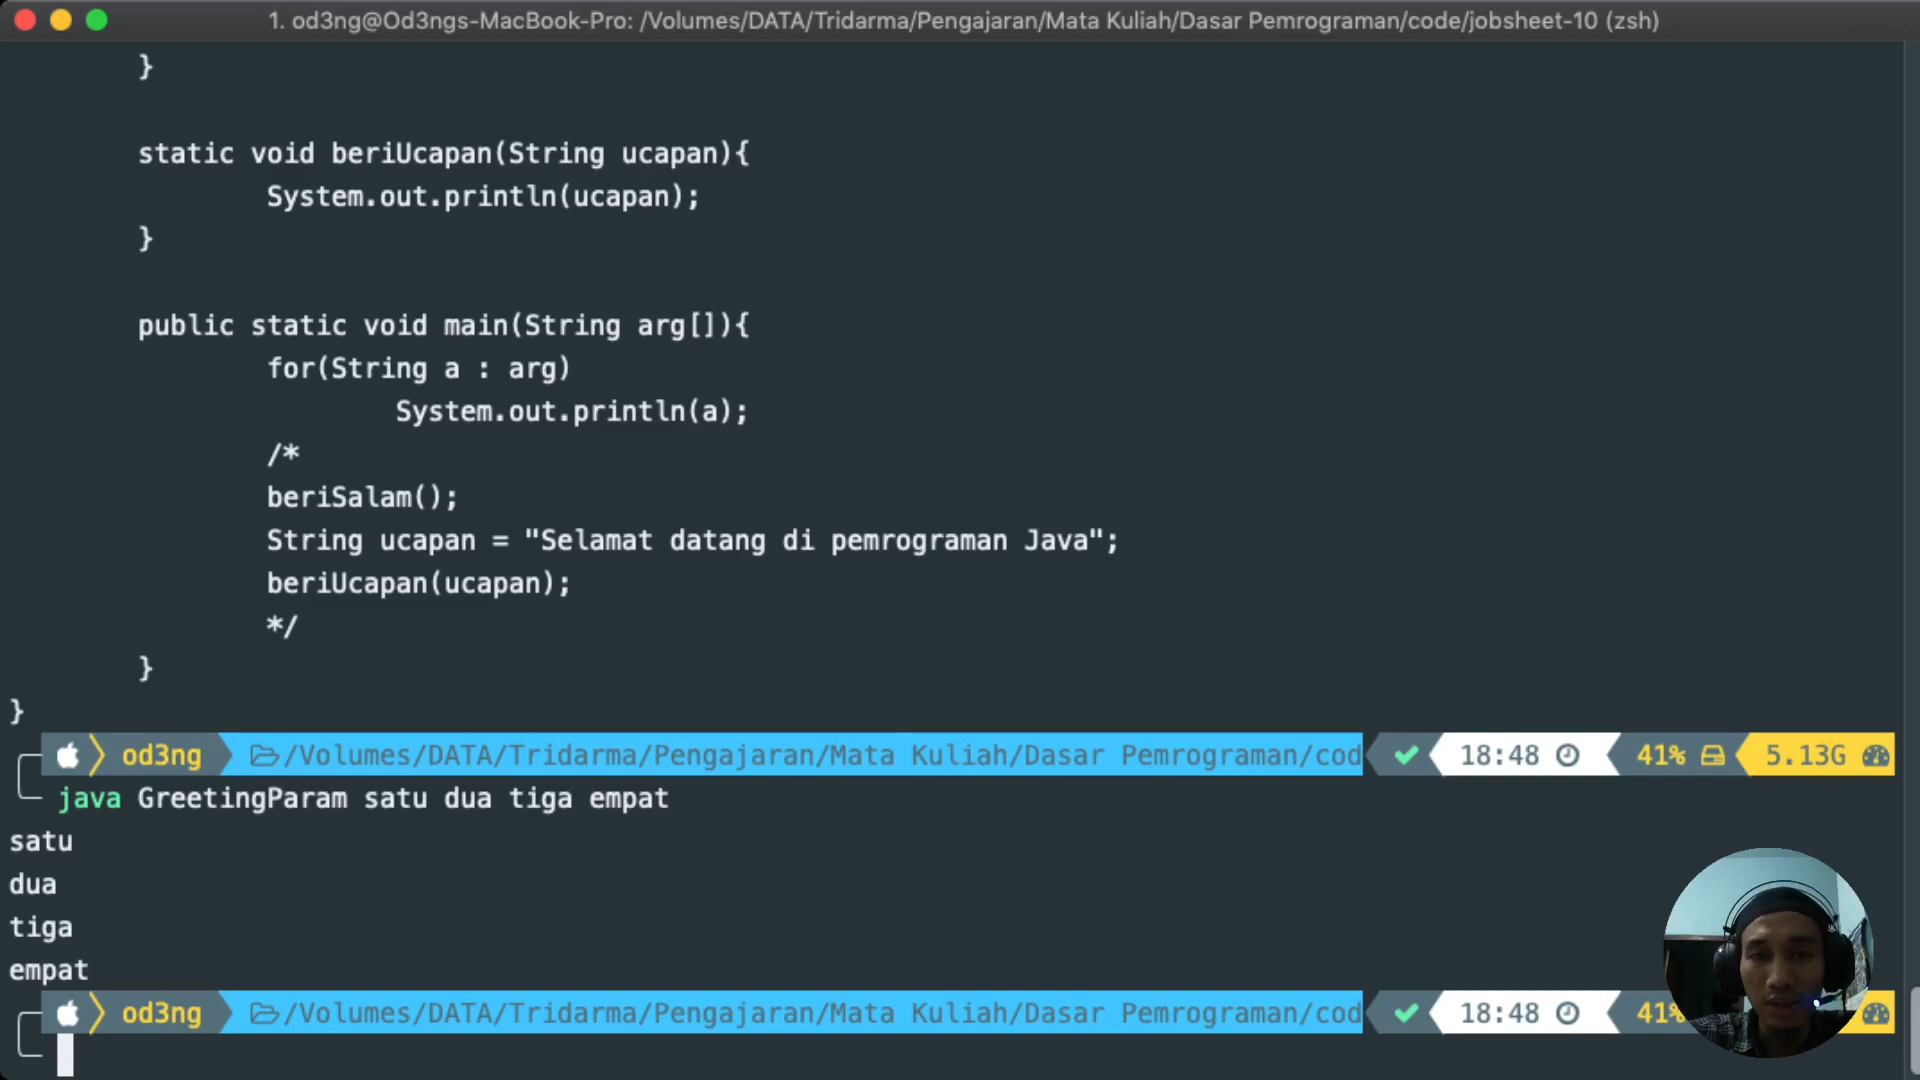 1. od3ng@Od3ngs-MacBook-Pro: /Volumes/DATA/Tridarma/Pengajaran/Mata Kuliah/Dasar Pemrograman/code/jobsheet-10 (zsh)
}
static void beriUcapan(String ucapan){
System.out.println(ucapan);
}
public static void main(String arg[]){
for(String a : arg)
System.out.println(a);
/*
beriSalam();
String ucapan = "Selamat datang di pemrograman Java";
beriUcapan(ucapan);
*/
}
}
od3ng /Volumes/DATA/Tridarma/Pengajaran/Mata Kuliah/Dasar Pemrograman/cod 18:48 41% 5.13G
java GreetingParam satu dua tiga empat
satu
dua
tiga
empat
od3ng /Volumes/DATA/Tridarma/Pengajaran/Mata Kuliah/Dasar Pemrograman/cod 18:48 41%